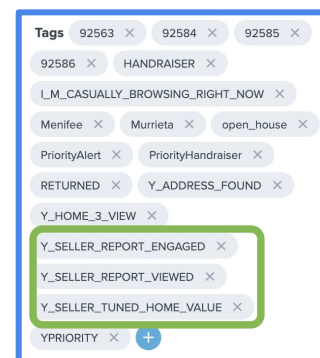 Tags 92563 × 92584 × 92585 ×
92586 × HANDRAISER ×
I_M_CASUALLY_BROWSING_RIGHT_NOW ×
Menifee × Murrieta × open_house ×
PriorityAlert × PriorityHandraiser ×
RETURNED × Y_ADDRESS_FOUND ×
Y_HOME_3_VIEW ×
Y_SELLER_REPORT_ENGAGED ×
Y_SELLER_REPORT_VIEWED ×
Y_SELLER_TUNED_HOME_VALUE ×
YPRIORITY × +